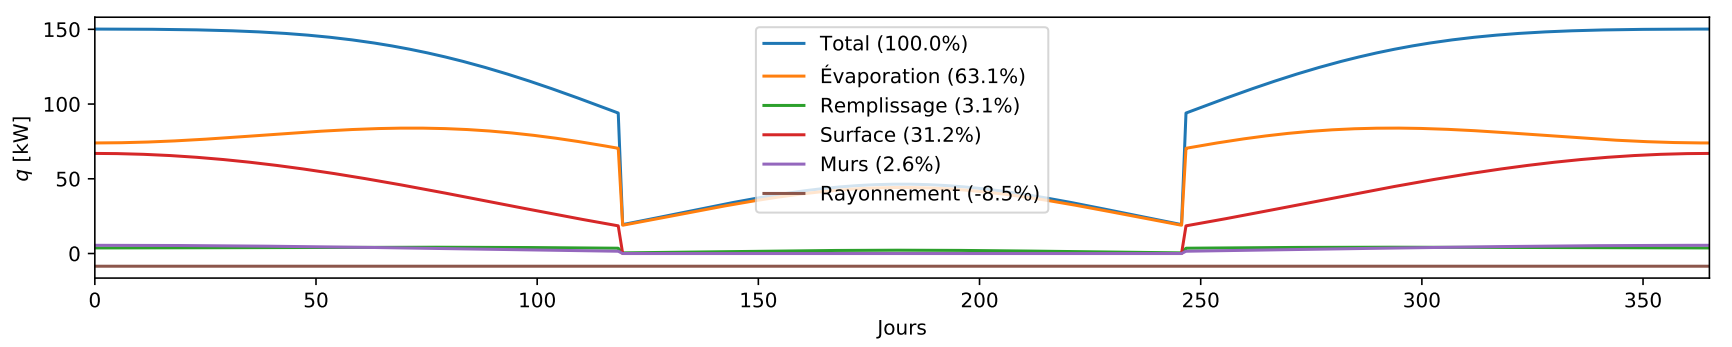 150
100
50
0
q [kW]
Total (100.0%)
Évaporation (63.1%)
Remplissage (3.1%)
Surface (31.2%)
Murs (2.6%)
Rayonnement (-8.5%)
0 50 100 150 200 250 300 350
Jours